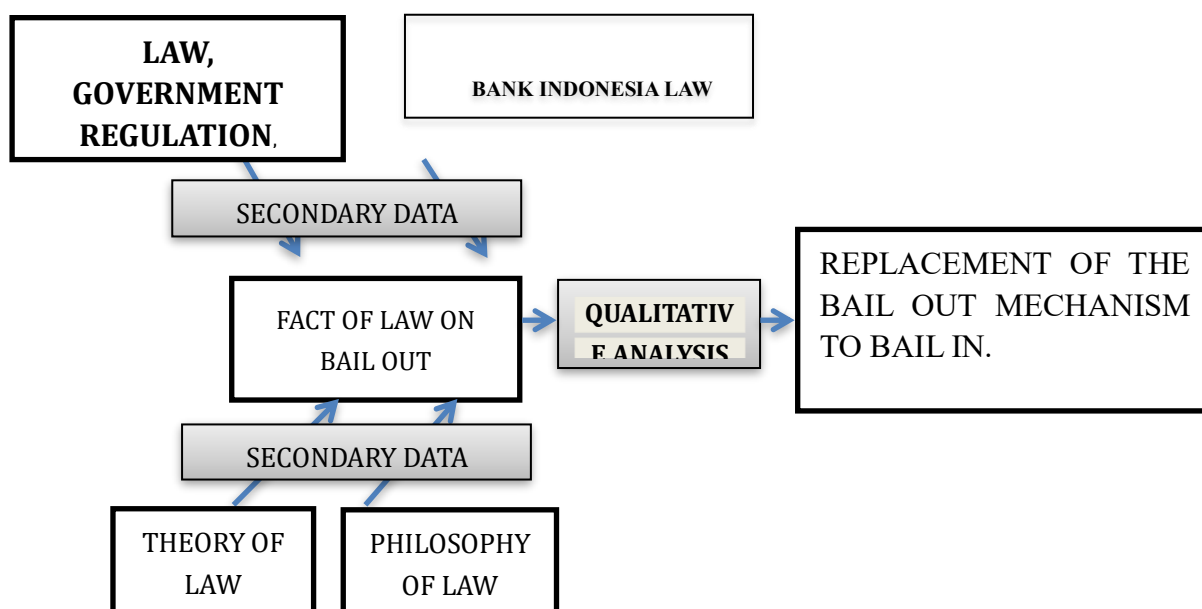 LAW,
GOVERNMENT
REGULATION,
BANK INDONESIA LAW
SECONDARY DATA
FACT OF LAW ON
BAIL OUT
QUALITATIV
E ANALYSIS
REPLACEMENT OF THE
BAIL OUT MECHANISM
TO BAIL IN.
SECONDARY DATA
THEORY OF
LAW
PHILOSOPHY
OF LAW